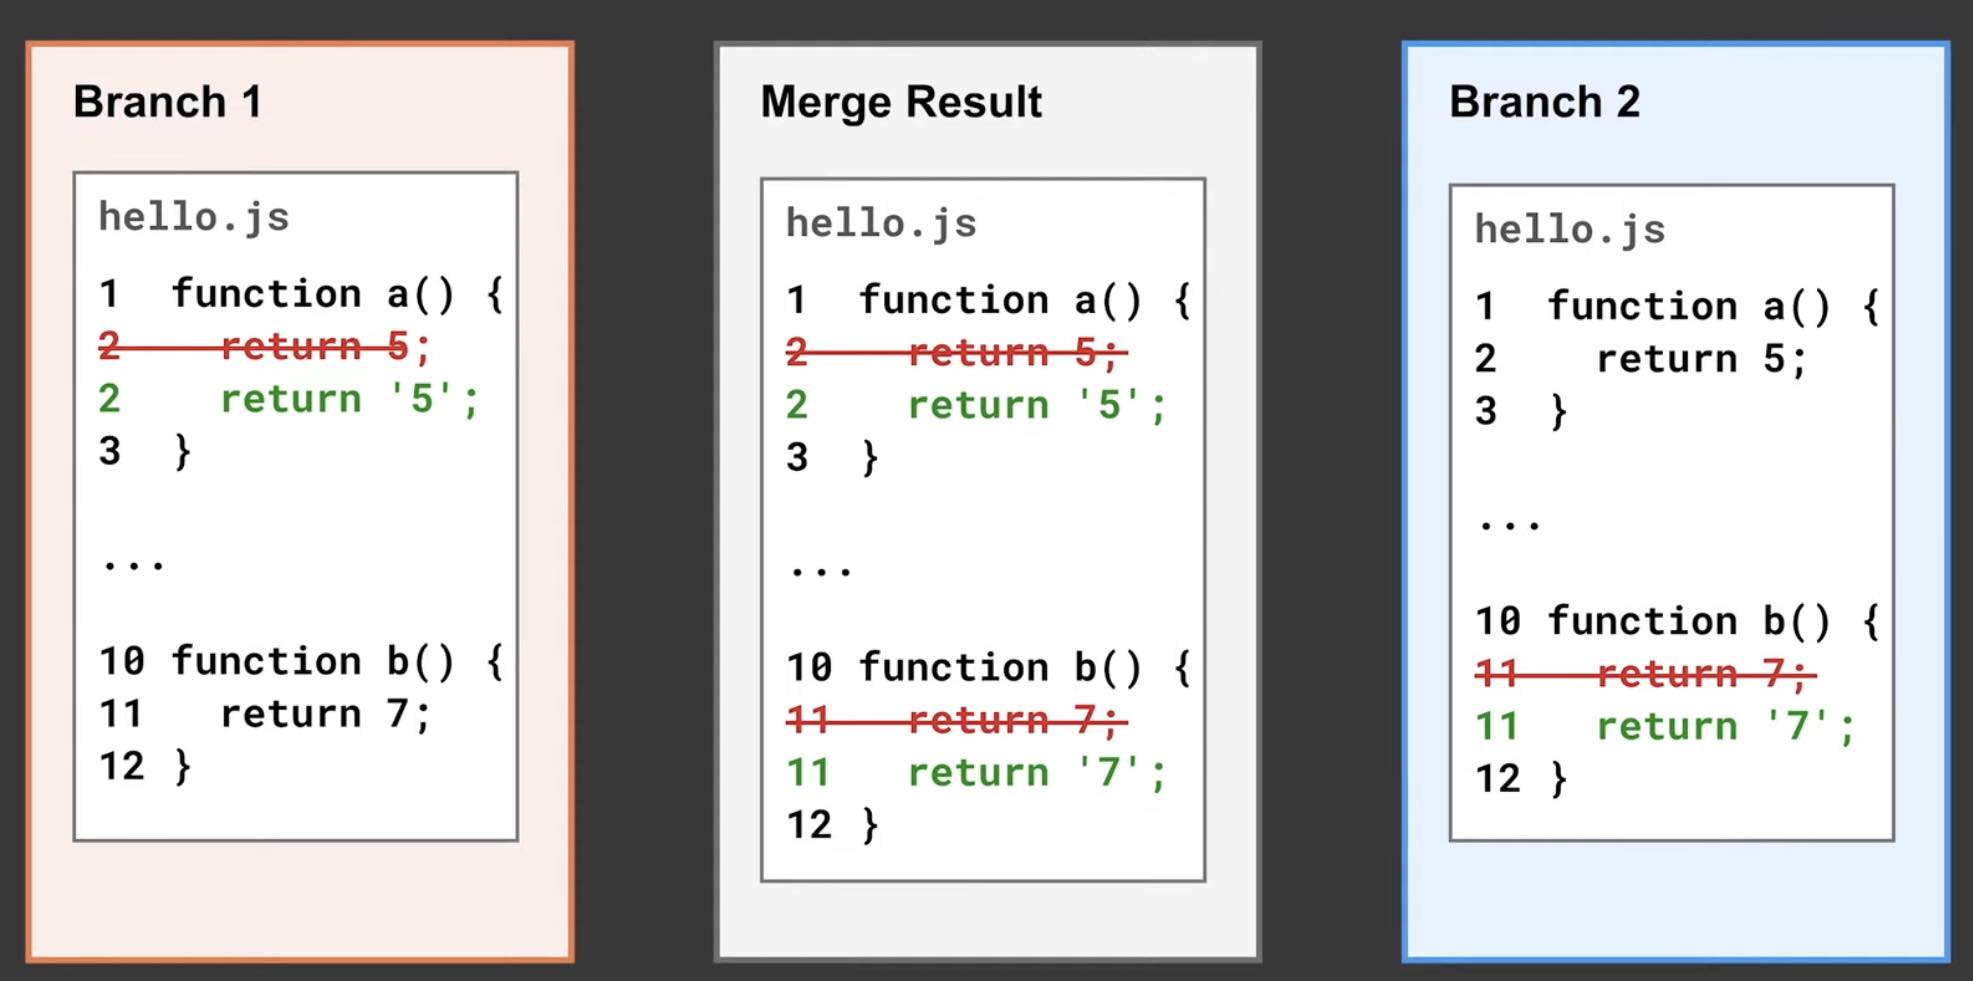 Branch 1
hello.js
1  function a() {
2    return 5;
2    return '5';
3  }
...
10 function b() {
11   return 7;
12 }
Merge Result
hello.js
1  function a() {
2    return 5;
2    return '5';
3  }
...
10 function b() {
11   return 7;
11   return '7';
12 }
Branch 2
hello.js
1  function a() {
2    return 5;
3  }
...
10 function b() {
11   return 7;
11   return '7';
12 }